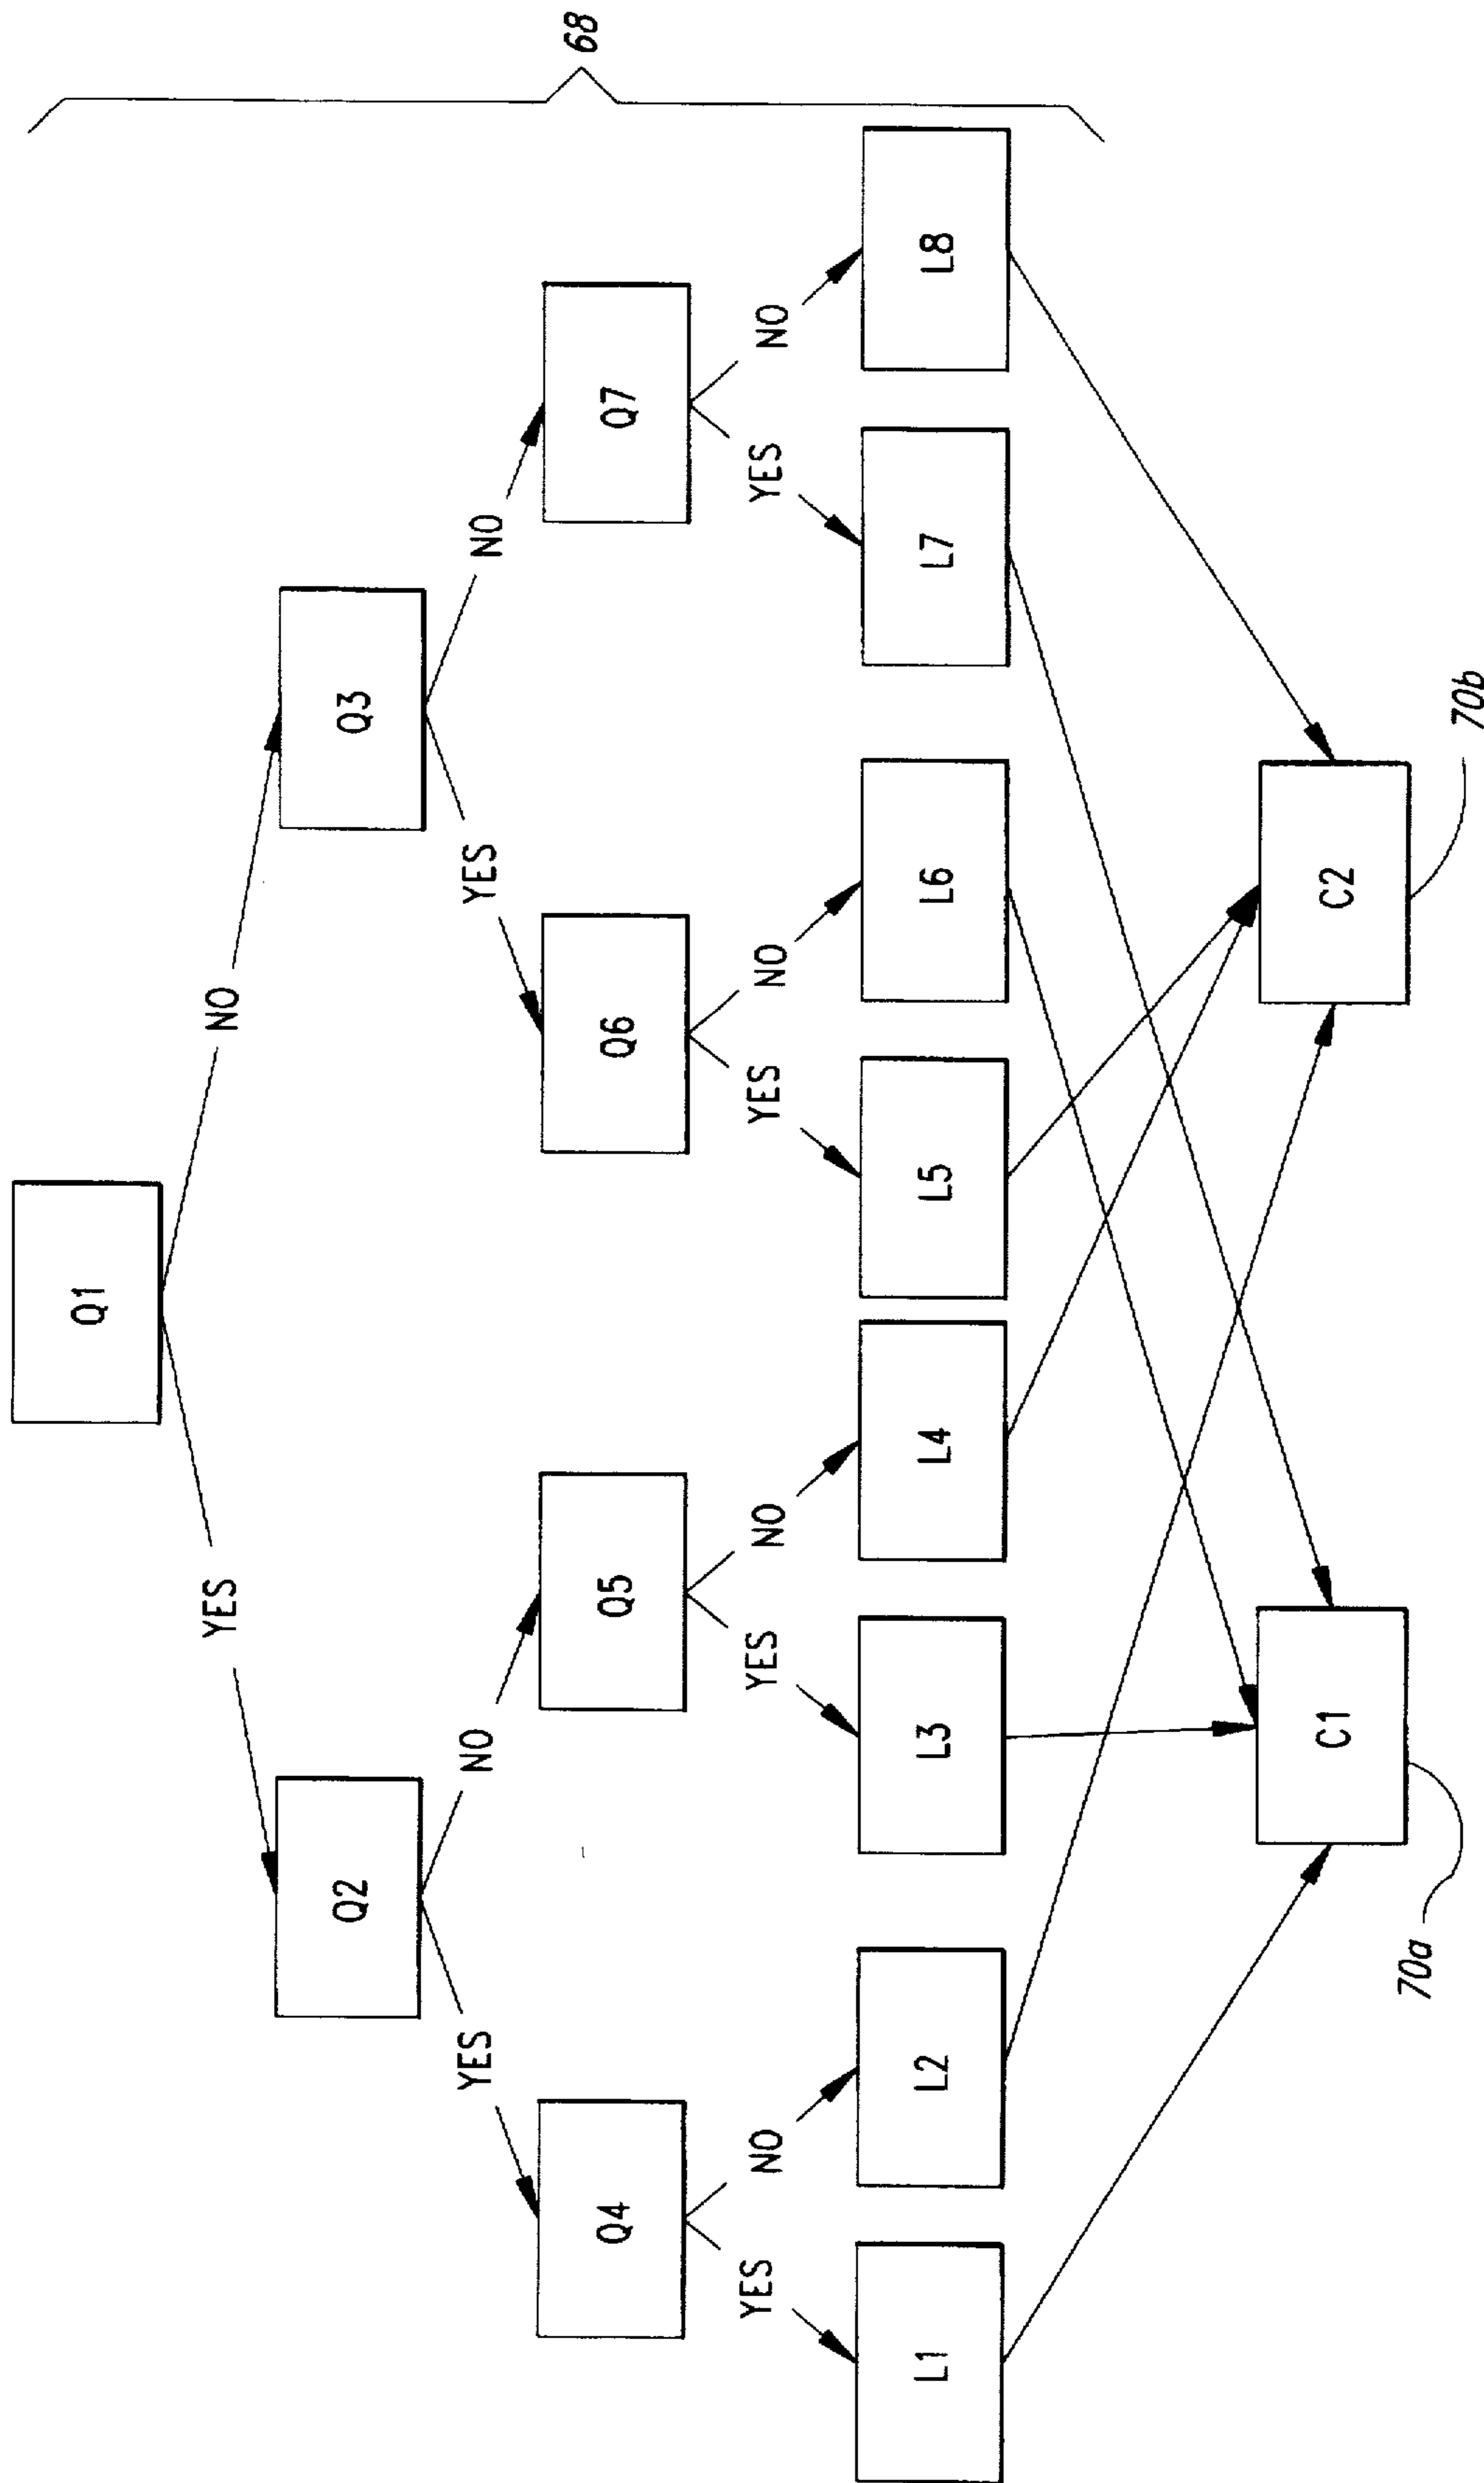 Q1
68
YES
NO
Q2
Q3
YES
NO
YES
NO
Q4
Q5
Q6
Q7
YES
NO
YES
NO
YES
NO
YES
NO
L1
L2
L3
L4
L5
L6
L7
L8
C1
C2
70a
70b